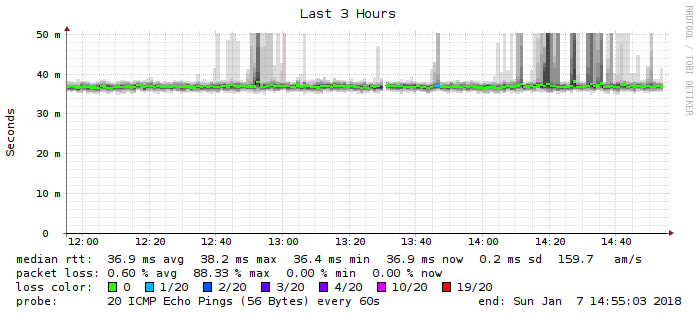 Last 3 Hours
RRDTOOL / TOBI OETIKER
Seconds
50 m
40 m
30 m
20 m
10 m
0
12:00 12:20 12:40 13:00 13:20 13:40 14:00 14:20 14:40
median rtt: 36.9 ms avg 38.2 ms max 36.4 ms min 36.9 ms now 0.2 ms sd 159.7 am/s
packet loss: 0.60 % avg 88.33 % max 0.00 % min 0.00 % now
loss color: 0 1/20 2/20 3/20 4/20 10/20 19/20
probe: 20 ICMP Echo Pings (56 Bytes) every 60s end: Sun Jan 7 14:55:03 2018